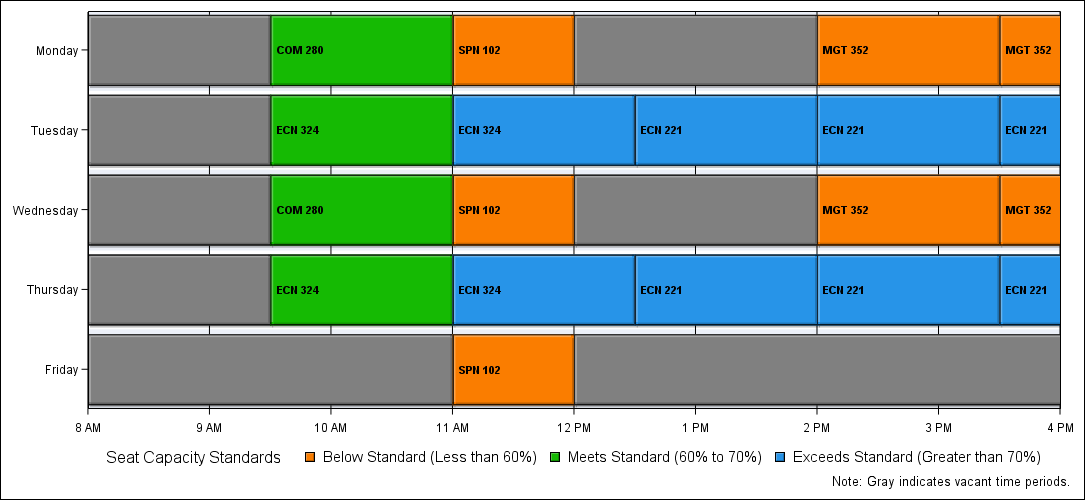 Monday COM 280 SPN 102 MGT 352 MGT 352
Tuesday ECN 324 ECN 324 ECN 221 ECN 221 ECN 221
Wednesday COM 280 SPN 102 MGT 352 MGT 352
Thursday ECN 324 ECN 324 ECN 221 ECN 221 ECN 221
Friday SPN 102
8 AM 9 AM 10 AM 11 AM 12 PM 1 PM 2 PM 3 PM 4 PM
Seat Capacity Standards Below Standard (Less than 60%) Meets Standard (60% to 70%) Exceeds Standard (Greater than 70%)
Note: Gray indicates vacant time periods.